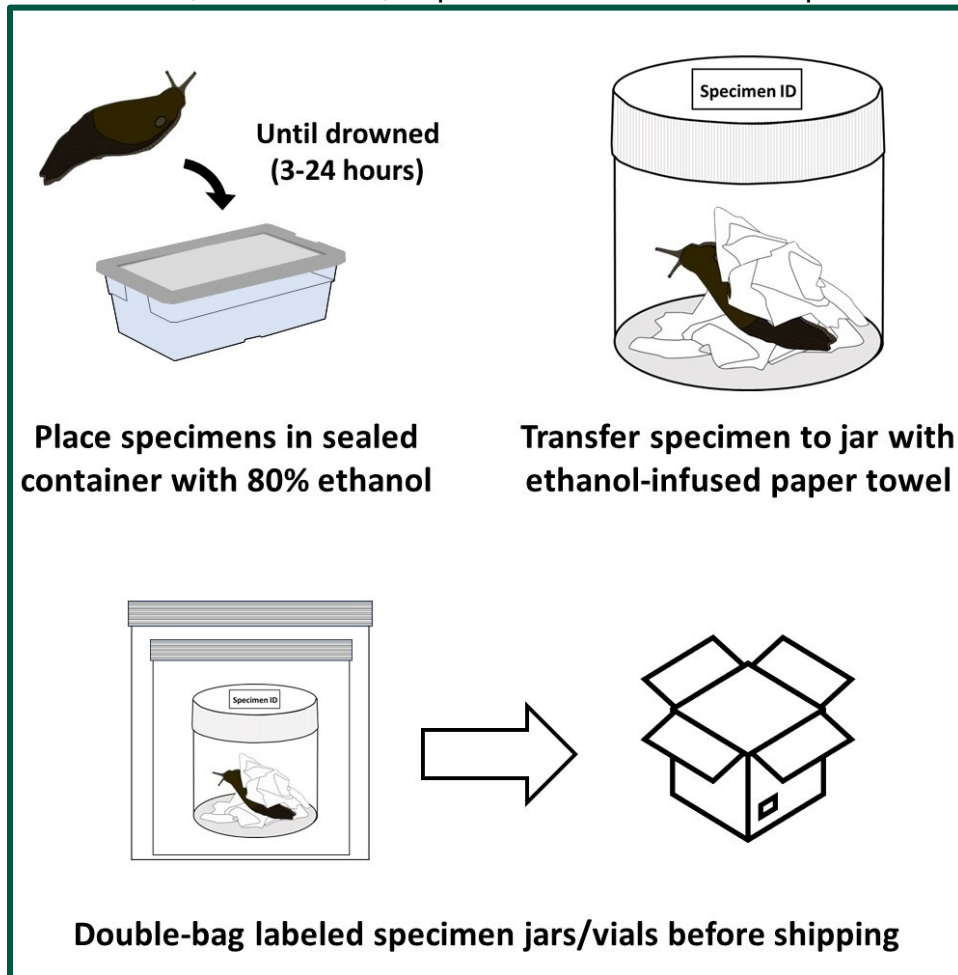 Until drowned
(3-24 hours)
Specimen ID
Place specimens in sealed
container with 80% ethanol
Transfer specimen to jar with
ethanol-infused paper towel
Specimen ID
Double-bag labeled specimen jars/vials before shipping